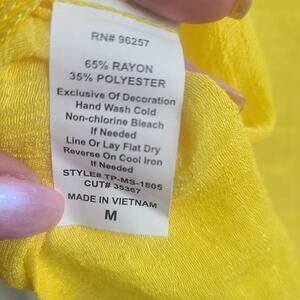 RN# 96257
65% RAYON
35% POLYESTER
Exclusive Of Decoration
Hand Wash Cold
Non-chlorine Bleach
If Needed
Line Or Lay Flat Dry
Reverse On Cool Iron
If Needed
STYLE# TP-MS-1805
CUT# 35367
MADE IN VIETNAM
M